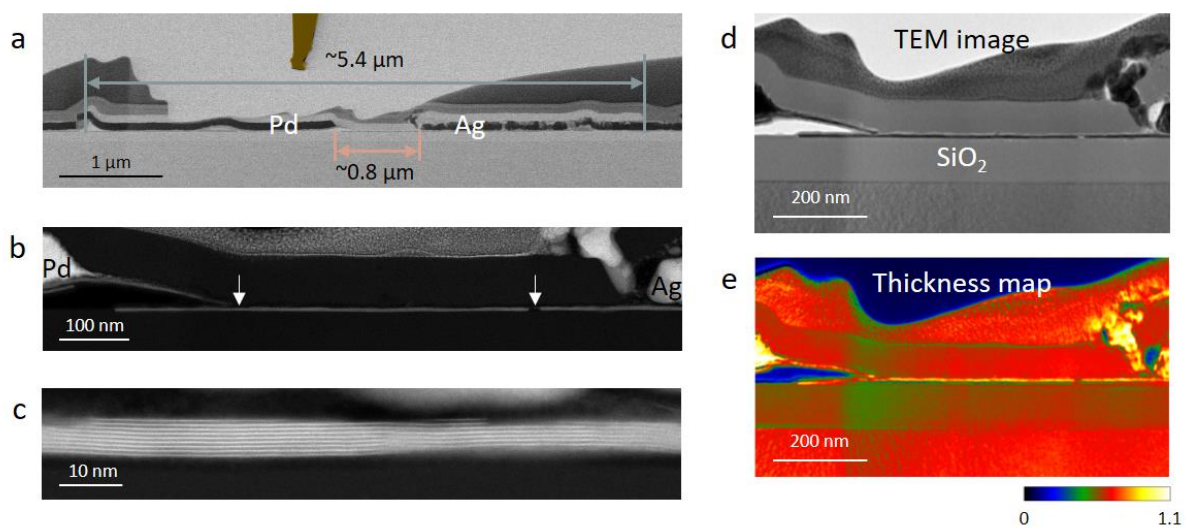 a
~5.4 µm
Pd
Ag
1 µm
~0.8 µm
b
Pd
Ag
100 nm
c
10 nm
d
TEM image
SiO₂
200 nm
e
Thickness map
200 nm
0
1.1